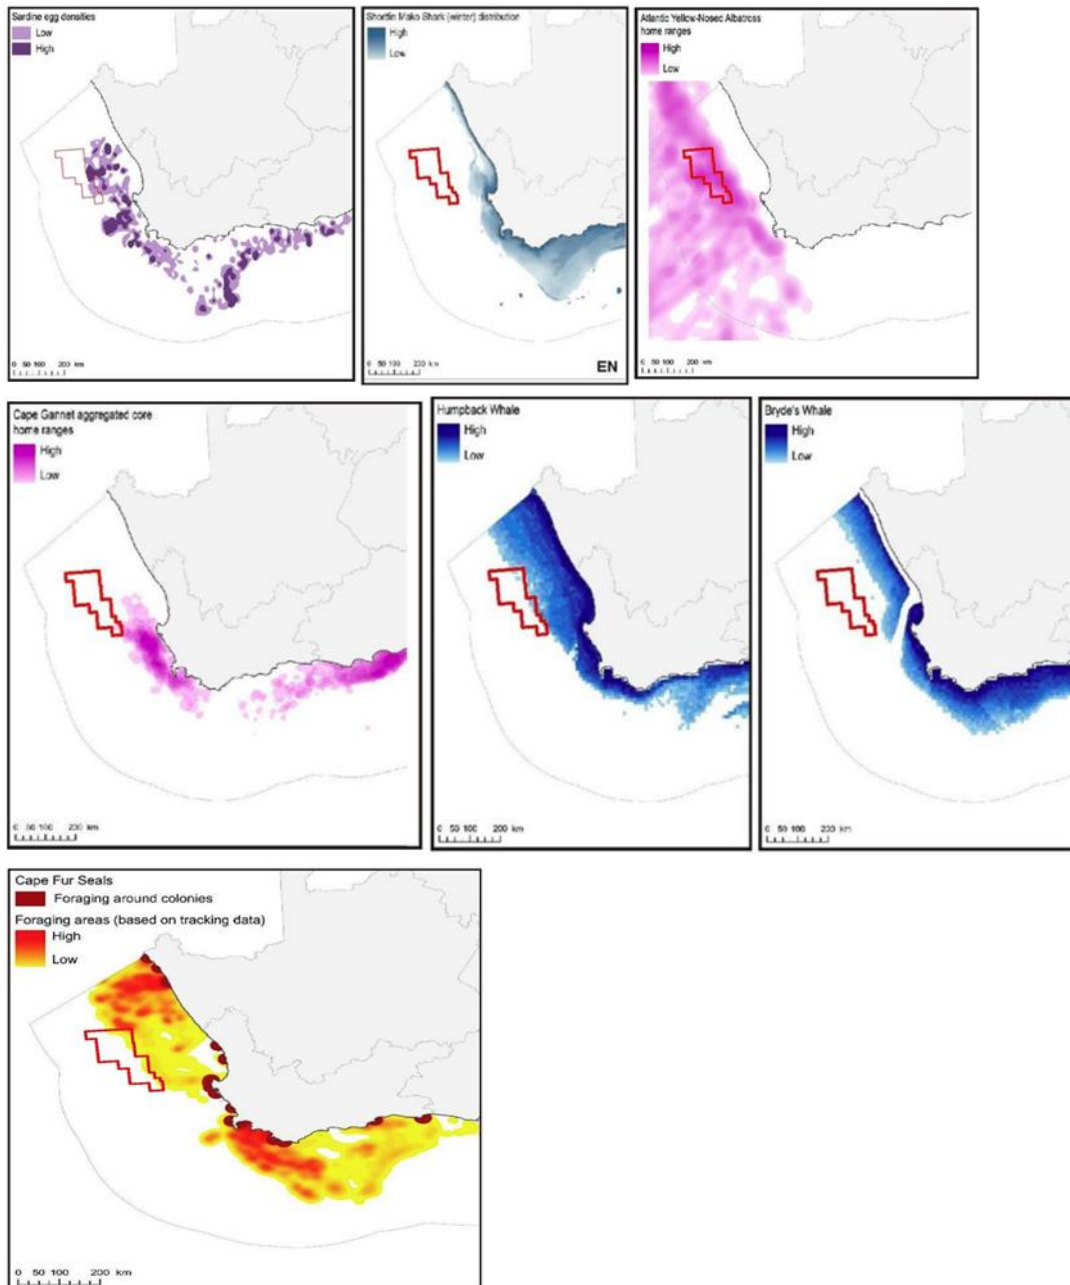 Sardine egg densities
Low
High
0 50 100 200 km
Shortfin Mako Shark (winter) distribution
High
Low
0 50 100 200 km
EN
Atlantic Yellow-Nosed Albatross
home ranges
High
Low
0 50 100 200 km
Cape Gannet aggregated core
home ranges
High
Low
0 50 100 200 km
Humpback Whale
High
Low
0 50 100 200 km
Bryde's Whale
High
Low
0 50 100 200 km
Cape Fur Seals
Foraging around colonies
Foraging areas (based on tracking data)
High
Low
0 50 100 200 km